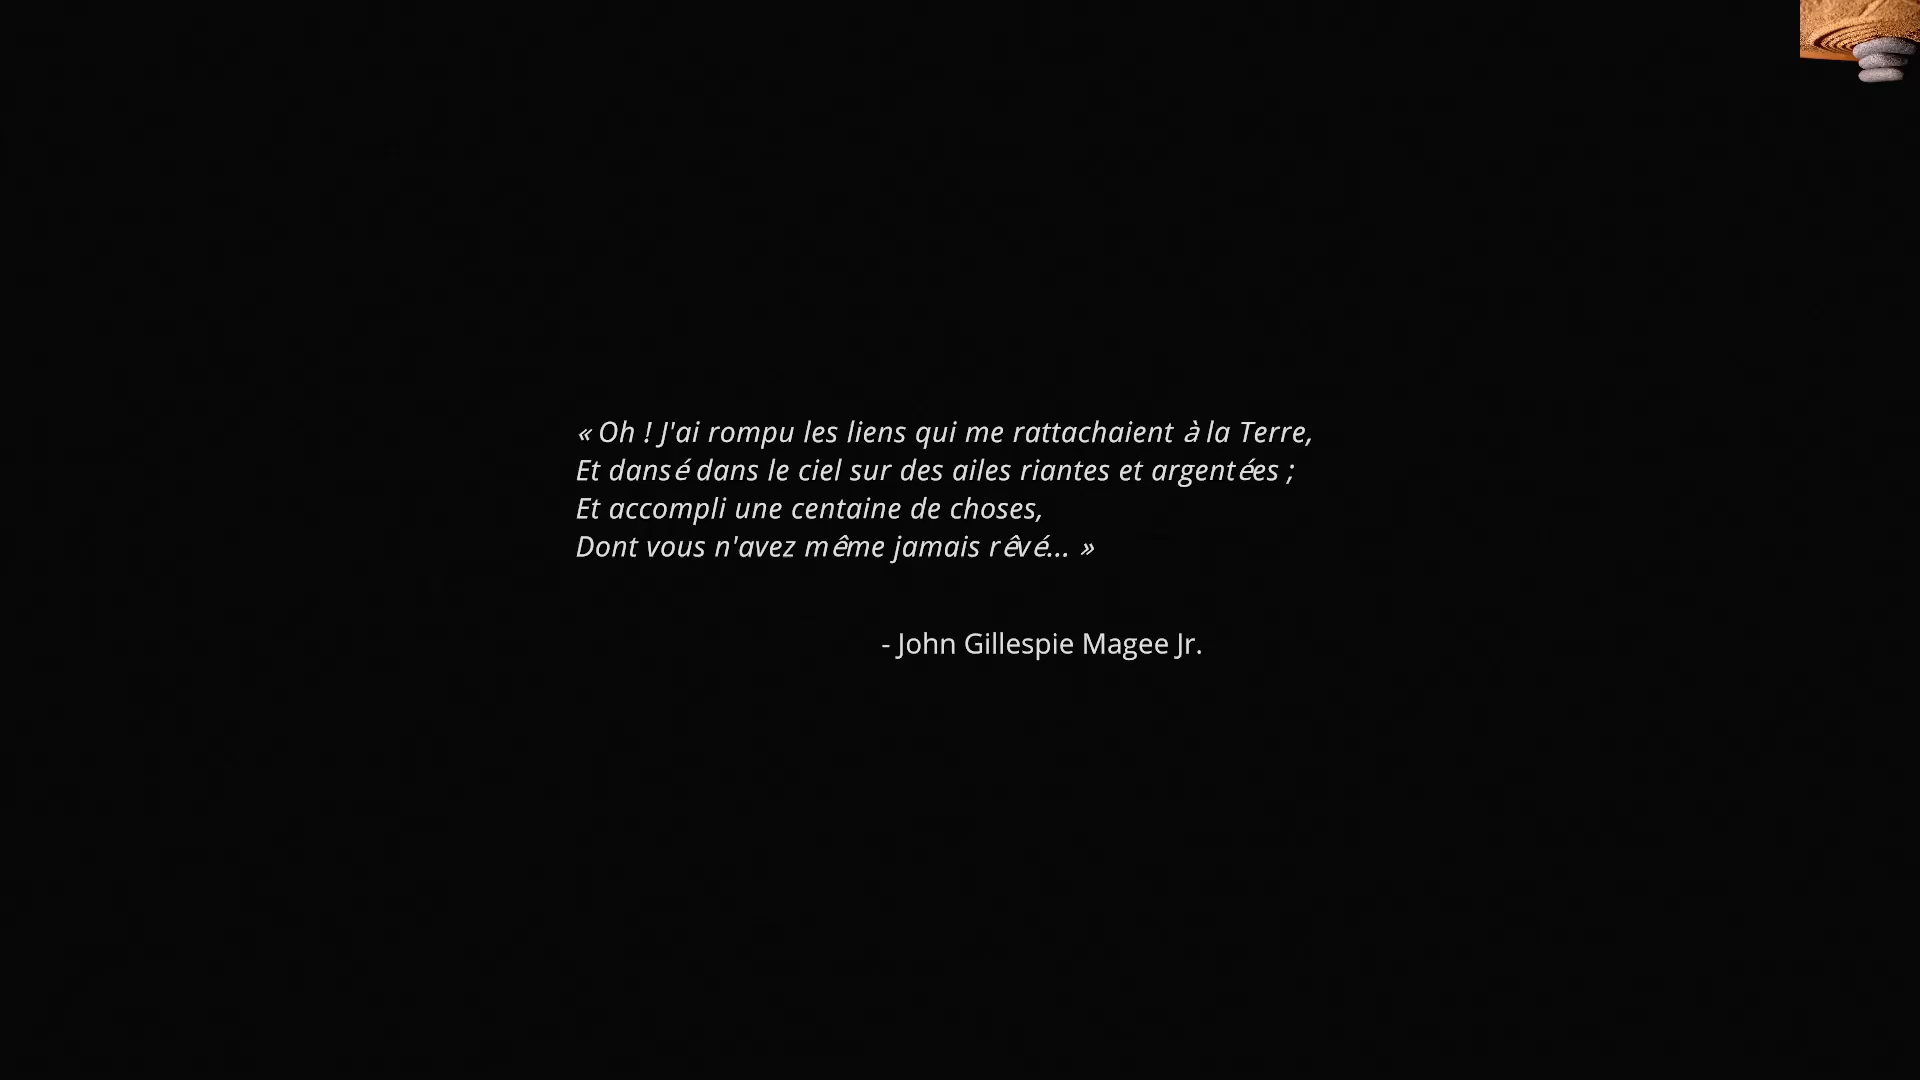 « Oh ! J'ai rompu les liens qui me rattachaient à la Terre,
Et dansé dans le ciel sur des ailes riantes et argentées ;
Et accompli une centaine de choses,
Dont vous n'avez même jamais rêvé... »
- John Gillespie Magee Jr.